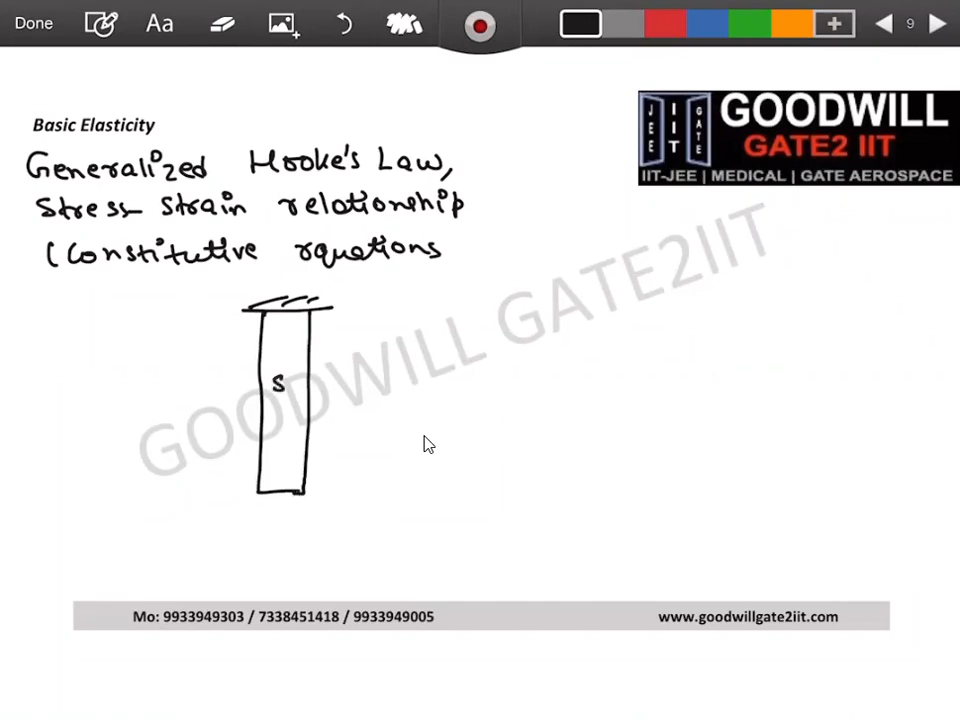 Done Aa 9
Basic Elasticity
Generalized Hooke's Law,
Stress Strain relationship
(Constitutive rquations
S
JEE IIT GATE
GOODWILL
GATE2 IIT
IIT-JEE | MEDICAL | GATE AEROSPACE
GOODWILL GATE2IIT
Mo: 9933949303 / 7338451418 / 9933949005 www.goodwillgate2iit.com